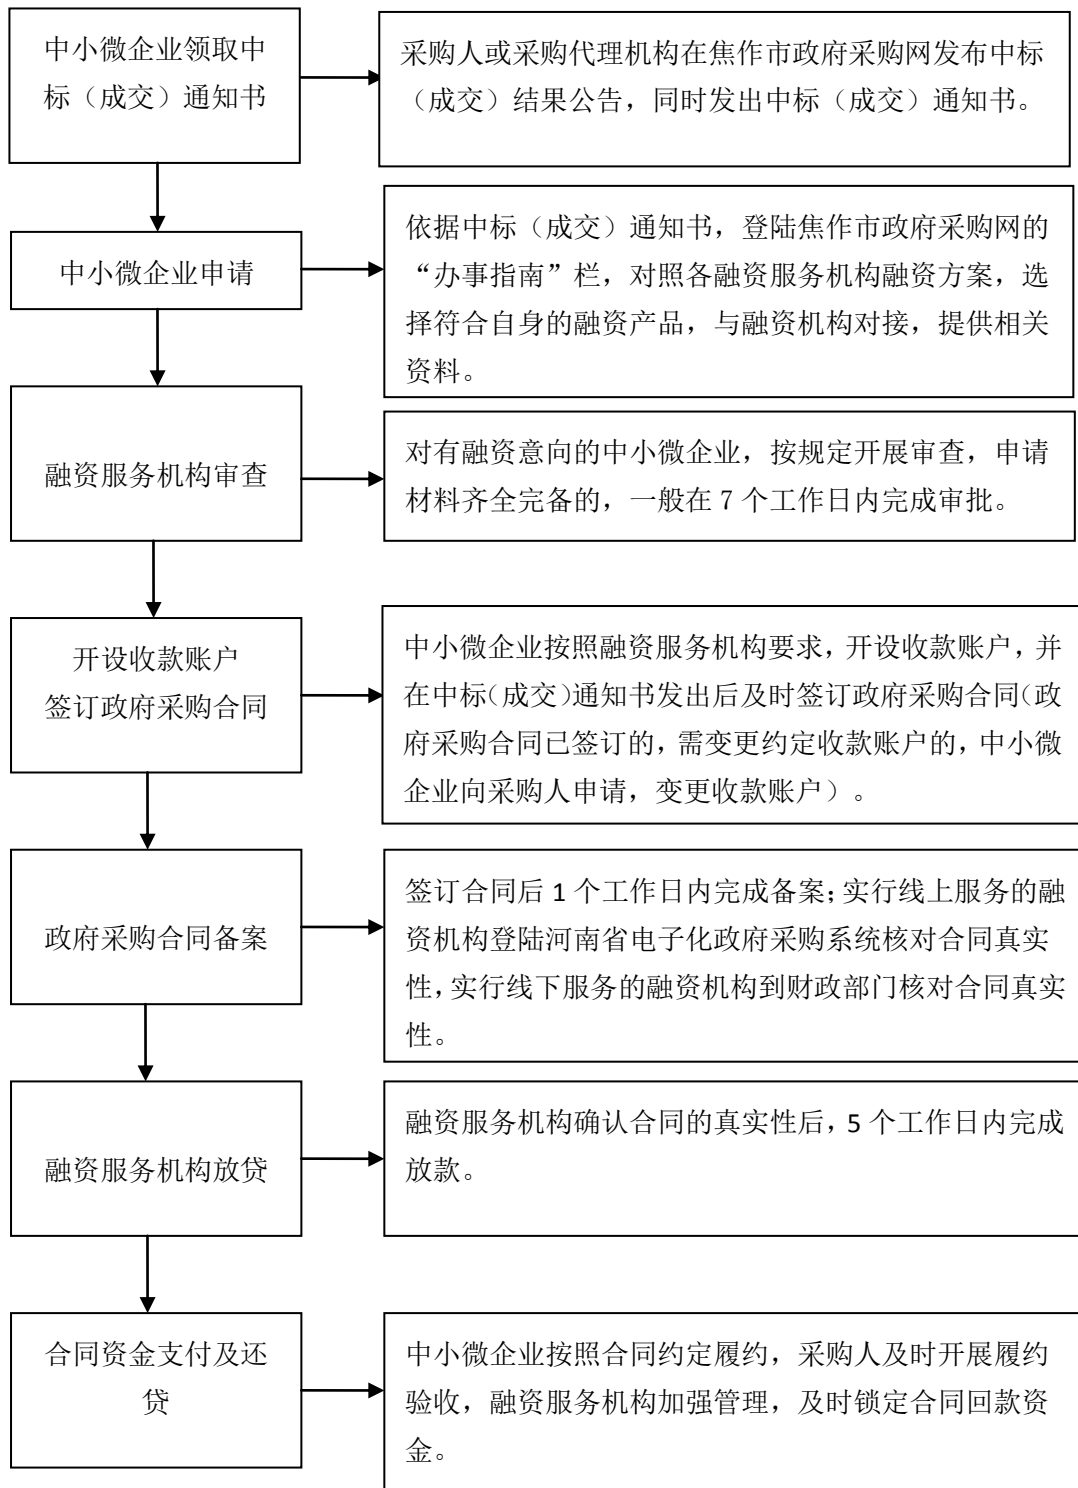 中小微企业领取中
标（成交）通知书
采购人或采购代理机构在焦作市政府采购网发布中标
（成交）结果公告，同时发出中标（成交）通知书。
中小微企业申请
依据中标（成交）通知书，登陆焦作市政府采购网的
“办事指南”栏，对照各融资服务机构融资方案，选
择符合自身的融资产品，与融资机构对接，提供相关
资料。
融资服务机构审查
对有融资意向的中小微企业，按规定开展审查，申请
材料齐全完备的，一般在 7 个工作日内完成审批。
开设收款账户
签订政府采购合同
中小微企业按照融资服务机构要求，开设收款账户，并
在中标（成交）通知书发出后及时签订政府采购合同（政
府采购合同已签订的，需变更约定收款账户的，中小微
企业向采购人申请，变更收款账户）。
政府采购合同备案
签订合同后 1 个工作日内完成备案；实行线上服务的融
资机构登陆河南省电子化政府采购系统核对合同真实
性，实行线下服务的融资机构到财政部门核对合同真实
性。
融资服务机构放贷
融资服务机构确认合同的真实性后，5 个工作日内完成
放款。
合同资金支付及还
贷
中小微企业按照合同约定履约，采购人及时开展履约
验收，融资服务机构加强管理，及时锁定合同回款资
金。